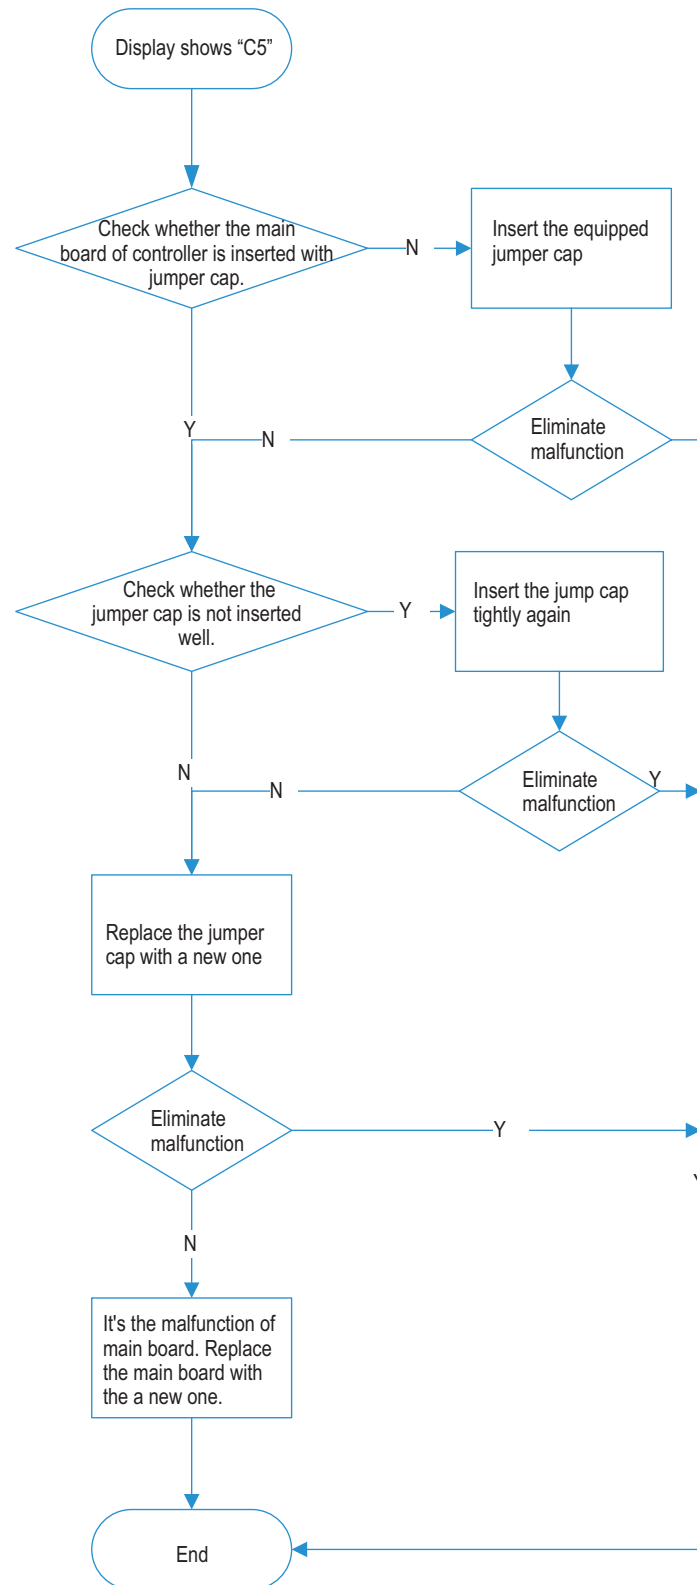 Display shows “C5”
Check whether the main
board of controller is inserted with
jumper cap.
N
Insert the equipped
jumper cap
Y
N
Eliminate
malfunction
Check whether the
jumper cap is not inserted
well.
Y
Insert the jump cap
tightly again
N
N
Eliminate
malfunction
Y
Replace the jumper
cap with a new one
Eliminate
malfunction
Y
Y
N
It's the malfunction of
main board. Replace
the main board with
the a new one.
End